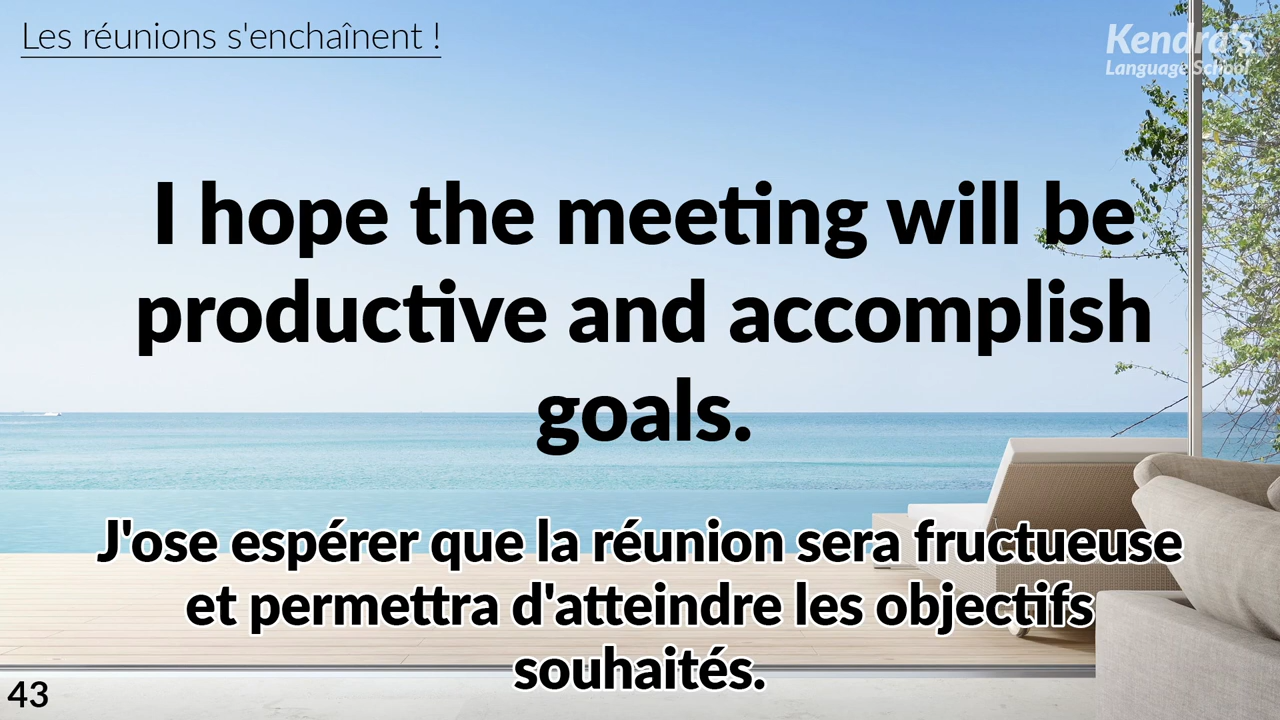 Les réunions s'enchaînent !
Kendra's
Language School
I hope the meeting will be
productive and accomplish
goals.
J'ose espérer que la réunion sera fructueuse
et permettra d'atteindre les objectifs
souhaités.
43